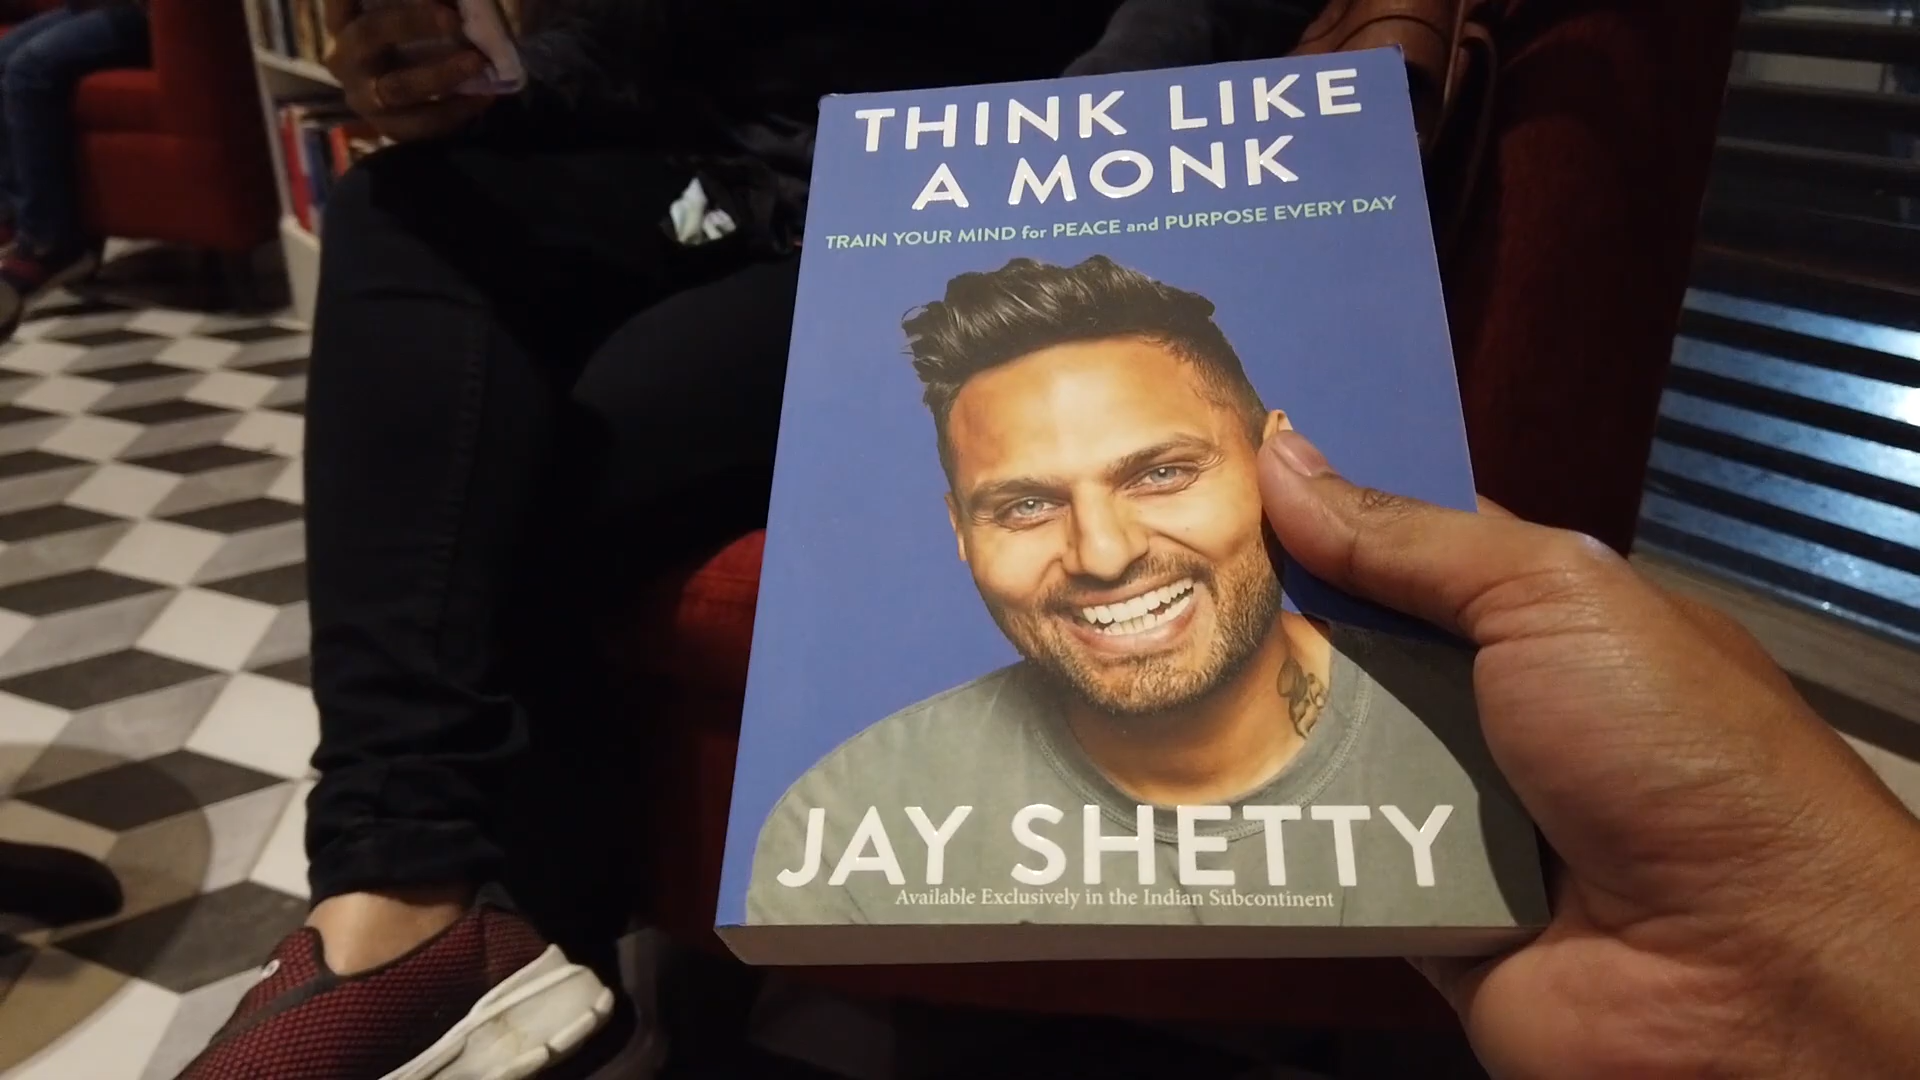 THINK LIKE
A MONK
TRAIN YOUR MIND for PEACE and PURPOSE EVERY DAY
JAY SHETTY
Available Exclusively in the Indian Subcontinent